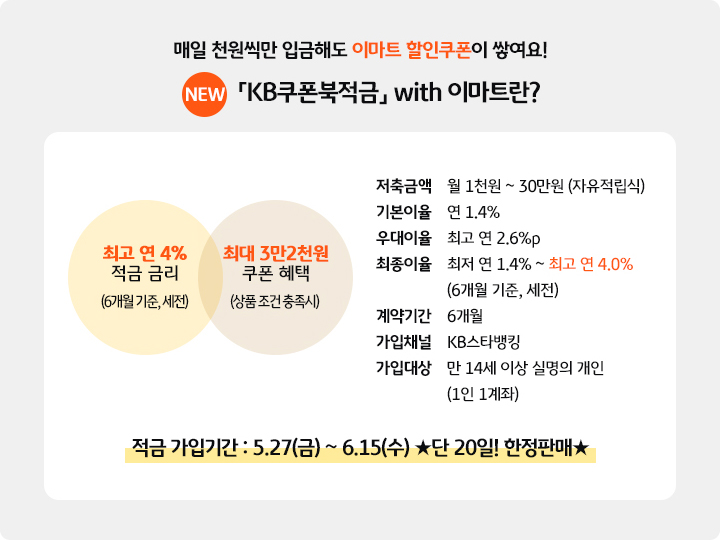 매일 천원씩만 입금해도 이마트 할인쿠폰이 쌓여요!
NEW 「KB쿠폰북적금」 with 이마트란?
최고 연 4%
적금 금리
(6개월 기준, 세전)
최대 3만2천원
쿠폰 혜택
(상품 조건 충족시)
저축금액 월 1천원 ~ 30만원 (자유적립식)
기본이율 연 1.4%
우대이율 최고 연 2.6%p
최종이율 최저 연 1.4% ~ 최고 연 4.0%
(6개월 기준, 세전)
계약기간 6개월
가입채널 KB스타뱅킹
가입대상 만 14세 이상 실명의 개인
(1인 1계좌)
적금 가입기간 : 5.27(금) ~ 6.15(수) ★단 20일! 한정판매★